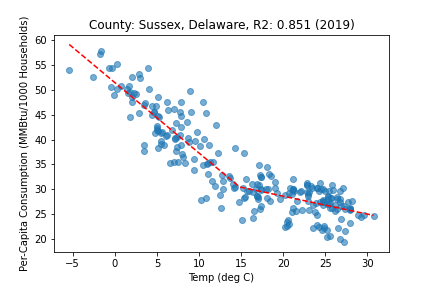 County: Sussex, Delaware, R2: 0.851 (2019)
Per-Capita Consumption (MMBtu/1000 Households)
60
55
50
45
40
35
30
25
20
−5 0 5 10 15 20 25 30
Temp (deg C)